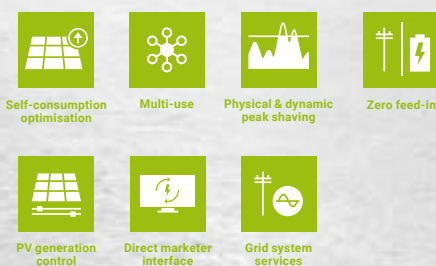 Self-consumption
optimisation
Multi-use
Physical & dynamic
peak shaving
Zero feed-in
PV generation
control
Direct marketer
interface
Grid system
services